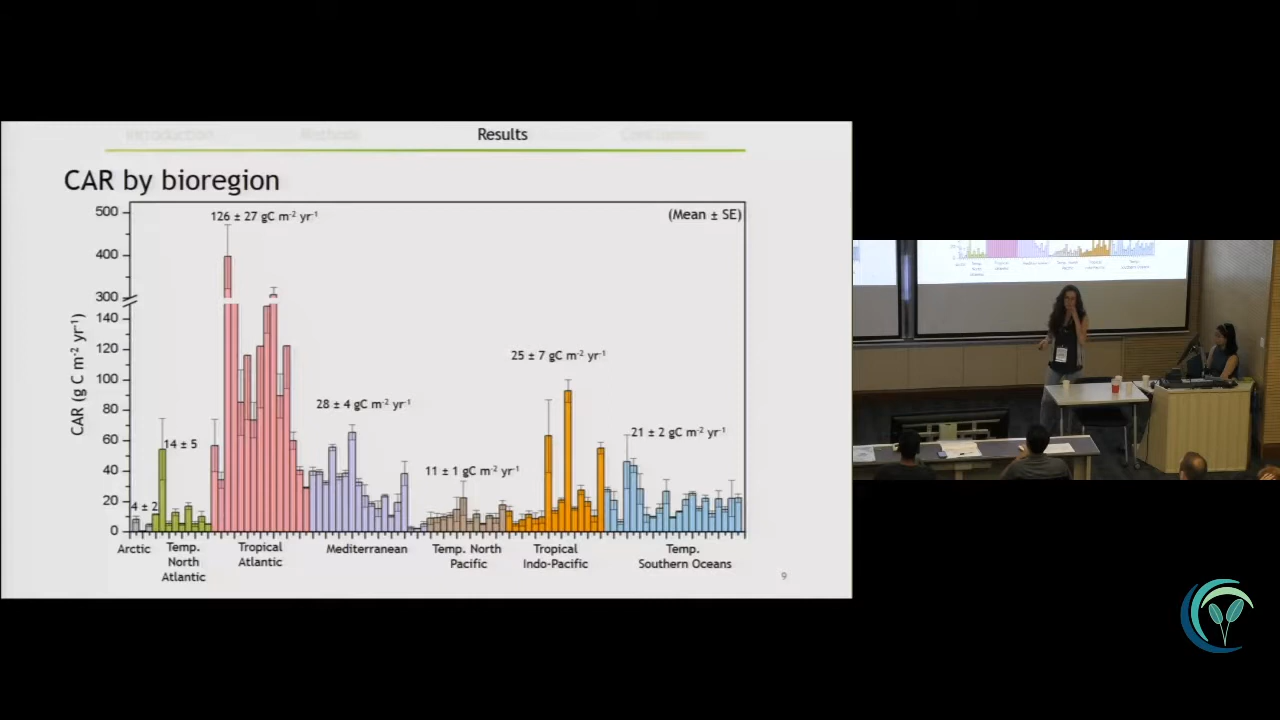 Introduction
Methods
Results
CAR by bioregion
(Mean ± SE)
CAR (g C m⁻² yr⁻¹)
500
400
300
140
120
100
80
60
40
20
0
4 ± 2
14 ± 5
126 ± 27 gC m⁻² yr⁻¹
28 ± 4 gC m⁻² yr⁻¹
11 ± 1 gC m⁻² yr⁻¹
25 ± 7 gC m⁻² yr⁻¹
21 ± 2 gC m⁻² yr⁻¹
Arctic
Temp.
North
Atlantic
Tropical
Atlantic
Mediterranean
Temp. North
Pacific
Tropical
Indo-Pacific
Temp.
Southern Oceans
9